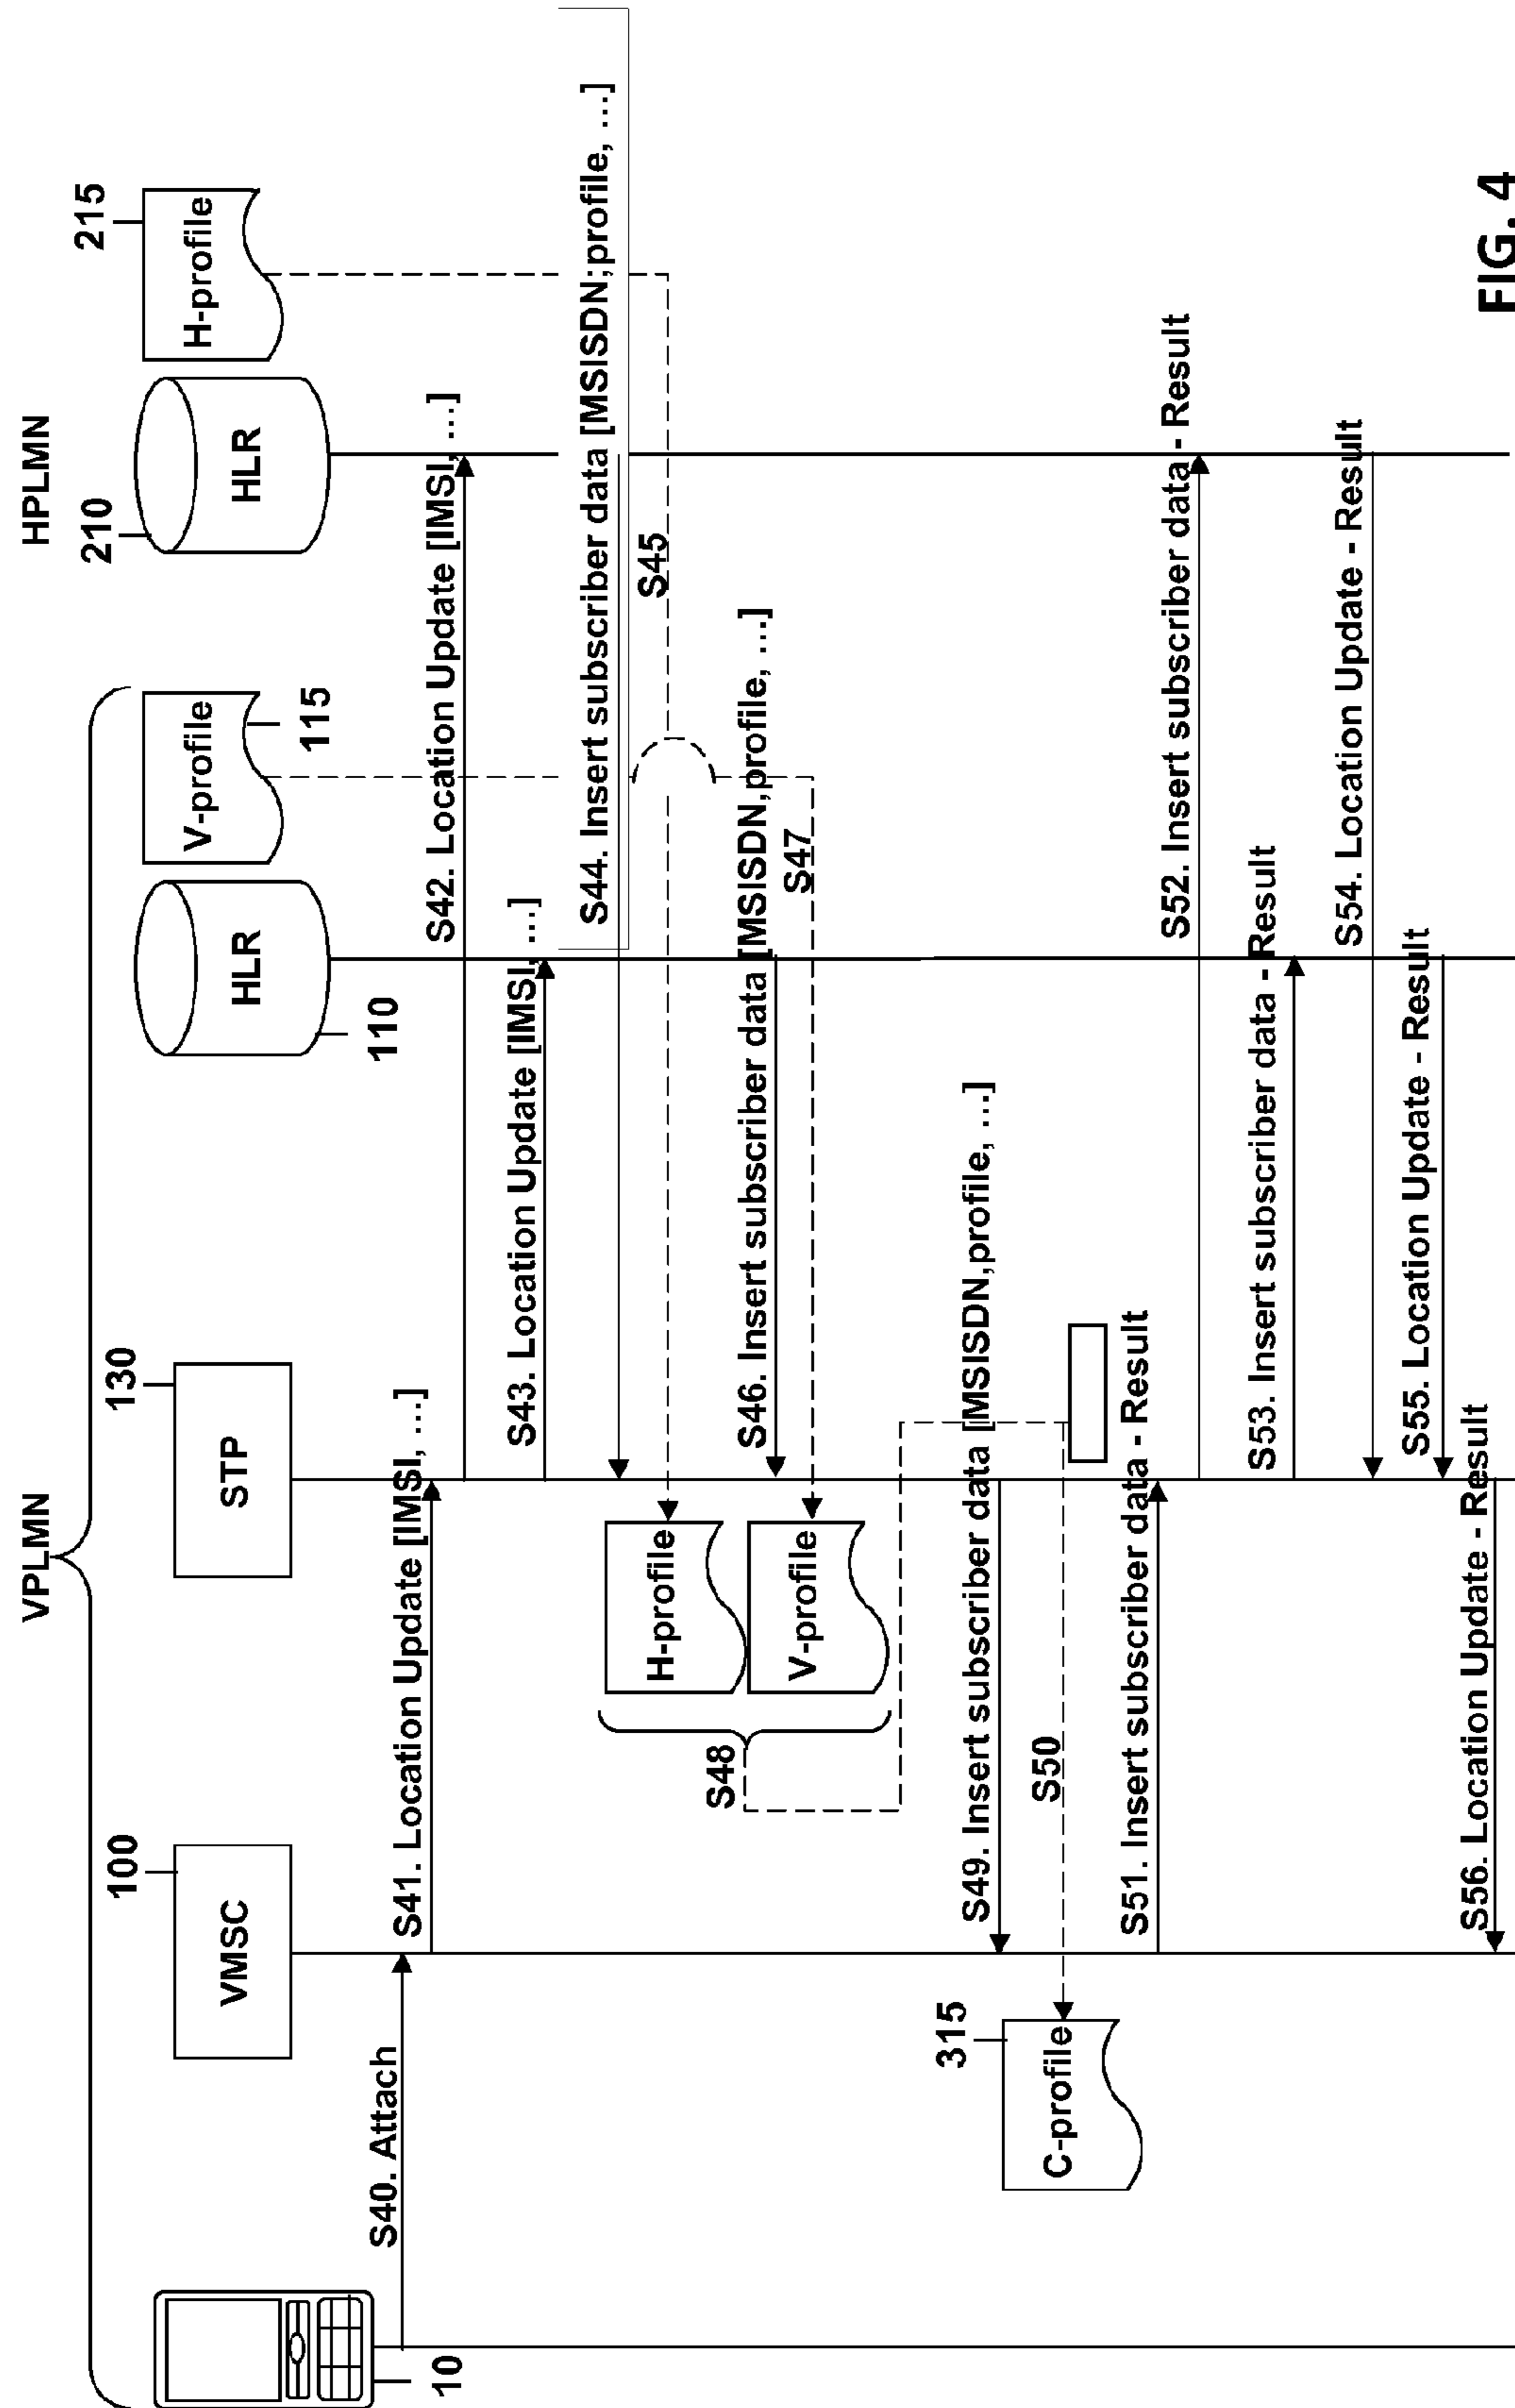 VPLMN
HPLMN
10
100
VMSC
130
STP
110
HLR
V-profile
115
210
HLR
215
H-profile
S40. Attach
S41. Location Update [IMSI, ...]
S42. Location Update [IMSI, ...]
S43. Location Update [IMSI, ...]
S44. Insert subscriber data [MSISDN,profile, ...]
S45
H-profile
S46. Insert subscriber data [MSISDN,profile, ...]
S47
V-profile
S48
S49. Insert subscriber data [MSISDN,profile, ...]
S50
315
C-profile
S51. Insert subscriber data - Result
S52. Insert subscriber data - Result
S53. Insert subscriber data - Result
S54. Location Update - Result
S55. Location Update - Result
S56. Location Update - Result
FIG. 4